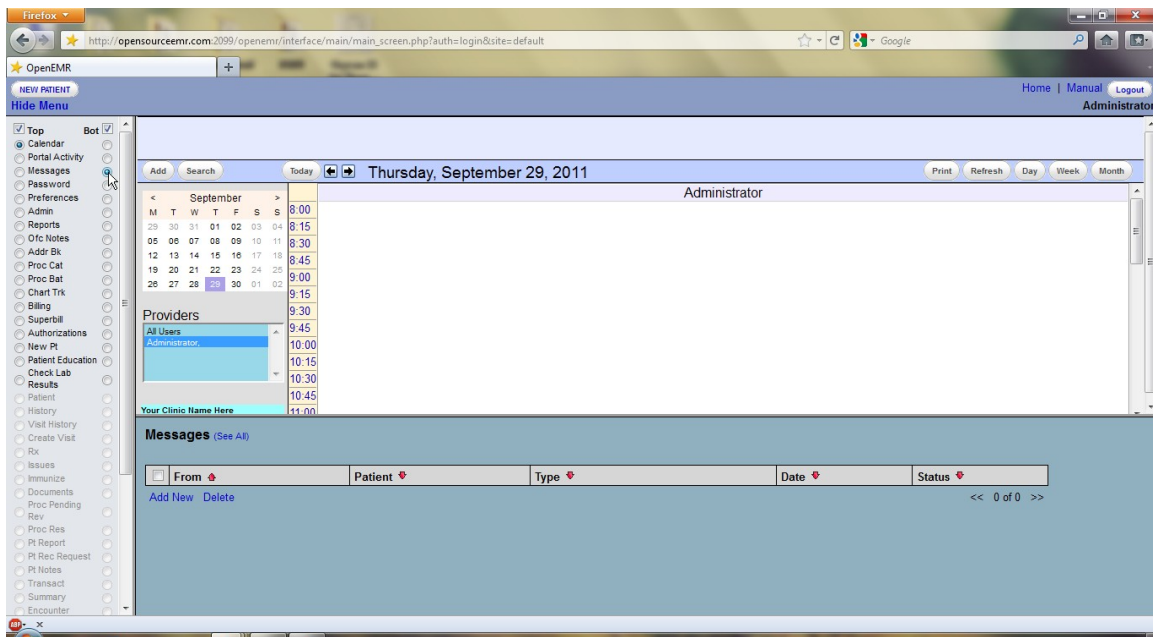 Firefox
http://opensourceemr.com:2099/openemr/interface/main/main_screen.php?auth=login&site=default
Google
OpenEMR
NEW PATIENT
Home | Manual Logout
Hide Menu
Administrator
Top Bot
Calendar
Portal Activity
Messages
Password
Preferences
Admin
Reports
Ofc Notes
Addr Bk
Proc Cat
Proc Bat
Chart Trk
Billing
Superbill
Authorizations
New Pt
Patient Education
Check Lab
Results
Patient
History
Visit History
Create Visit
Rx
Issues
Immunize
Documents
Proc Pending
Rev
Proc Res
Pt Report
Pt Rec Request
Pt Notes
Transact
Summary
Encounter
Add Search Today Thursday, September 29, 2011 Print Refresh Day Week Month
< September >
M T W T F S S
29 30 31 01 02 03 04
05 06 07 08 09 10 11
12 13 14 15 16 17 18
19 20 21 22 23 24 25
26 27 28 29 30 01 02
Providers
All Users
Administrator,
Your Clinic Name Here
Administrator
8:00
8:15
8:30
8:45
9:00
9:15
9:30
9:45
10:00
10:15
10:30
10:45
11:00
Messages (See All)
From Patient Type Date Status
Add New Delete << 0 of 0 >>
ABP